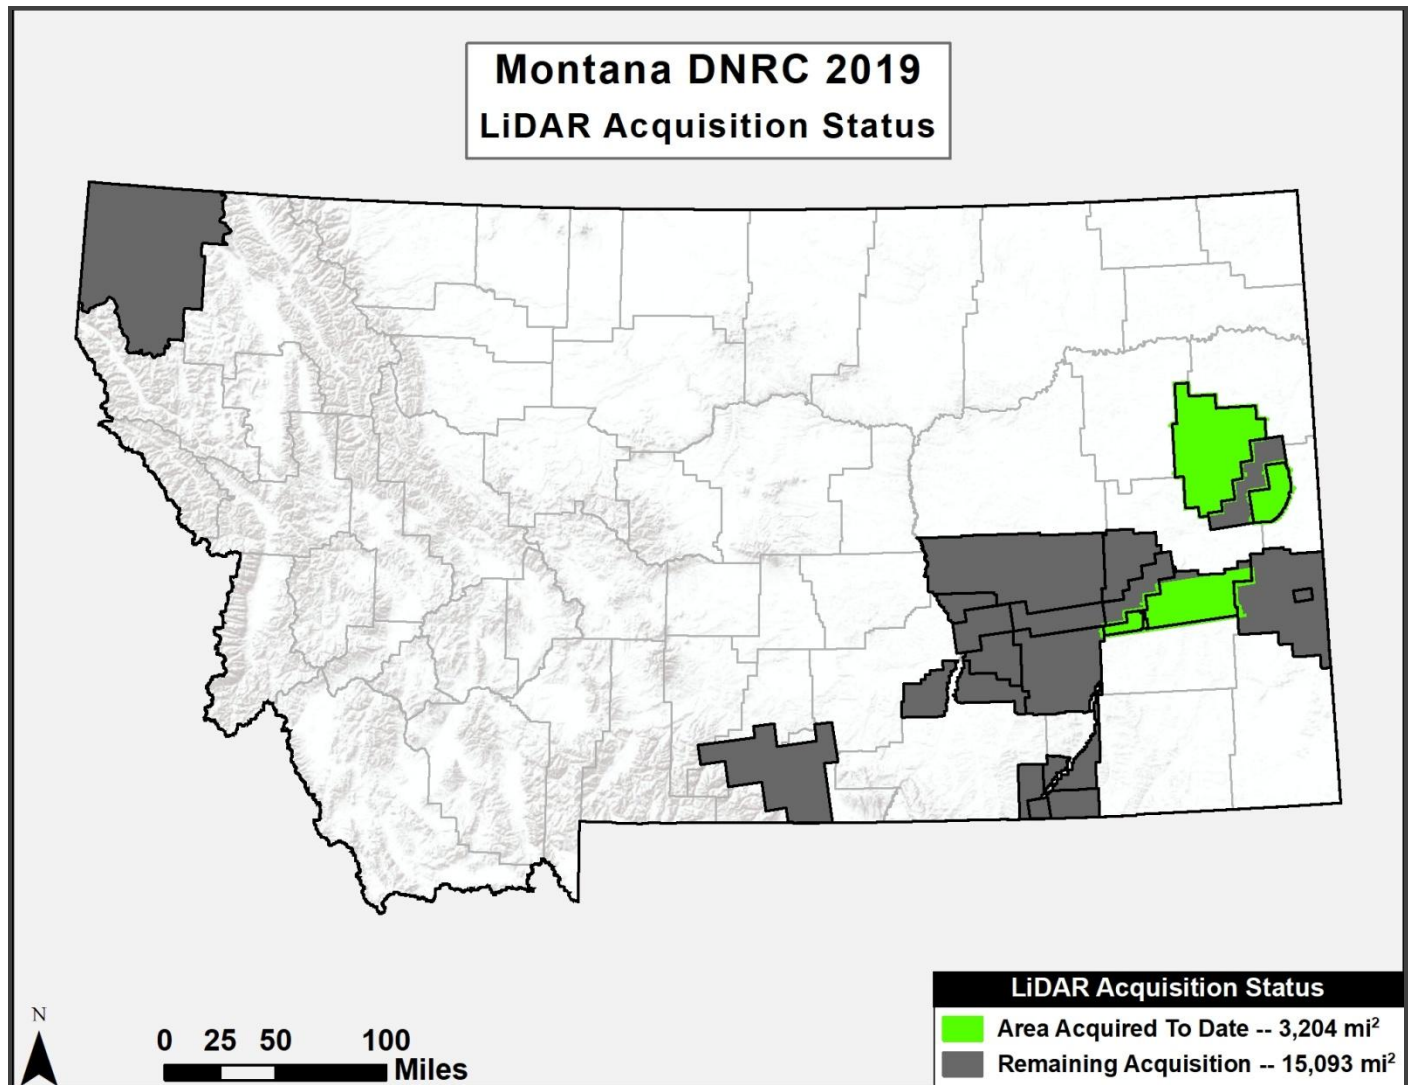 Montana DNRC 2019
LiDAR Acquisition Status
N
0 25 50 100
Miles
LiDAR Acquisition Status
Area Acquired To Date -- 3,204 mi²
Remaining Acquisition -- 15,093 mi²